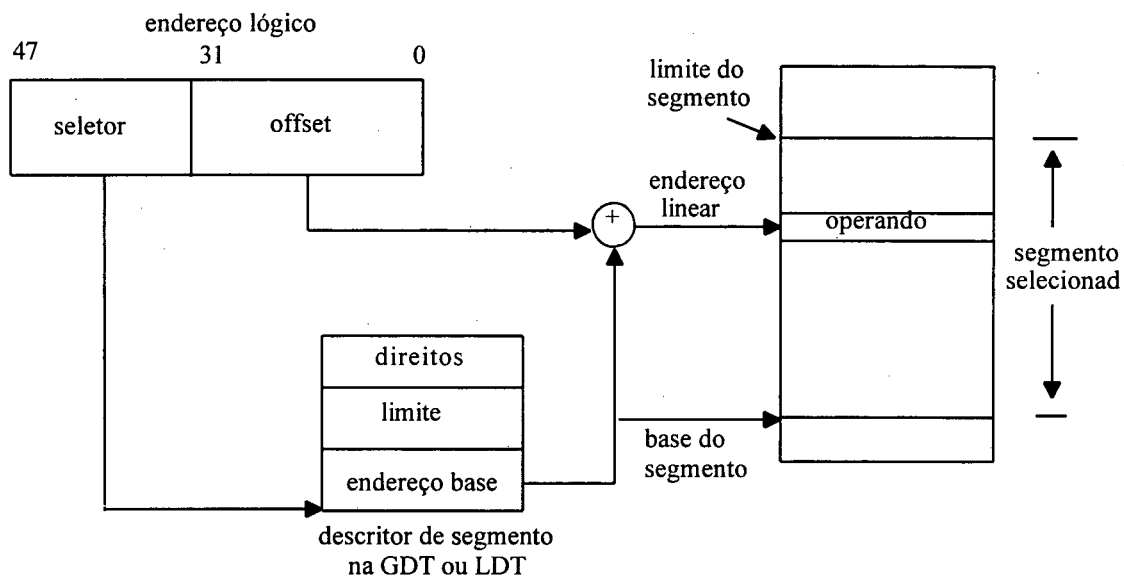 endereço lógico
47 31 0
seletor offset
limite do
segmento
endereço
linear
+
operando
segmento
selecionad
direitos
limite
endereço base
base do
segmento
descritor de segmento
na GDT ou LDT